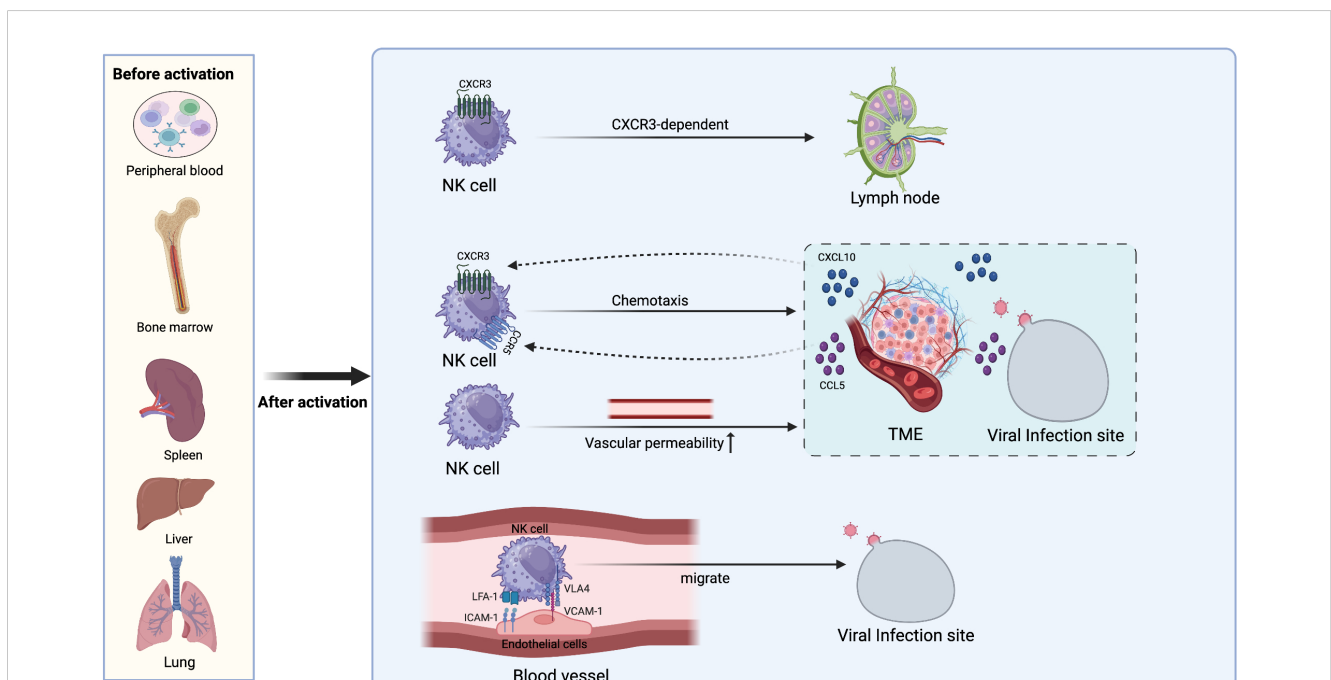 Before activation
Peripheral blood
Bone marrow
Spleen
Liver
Lung
After activation
CXCR3
NK cell
CXCR3-dependent
Lymph node
CXCR3
CCR5
NK cell
Chemotaxis
CXCL10
CCL5
TME
Viral Infection site
NK cell
Vascular permeability
NK cell
LFA-1
VLA4
ICAM-1
VCAM-1
Endothelial cells
Blood vessel
migrate
Viral Infection site